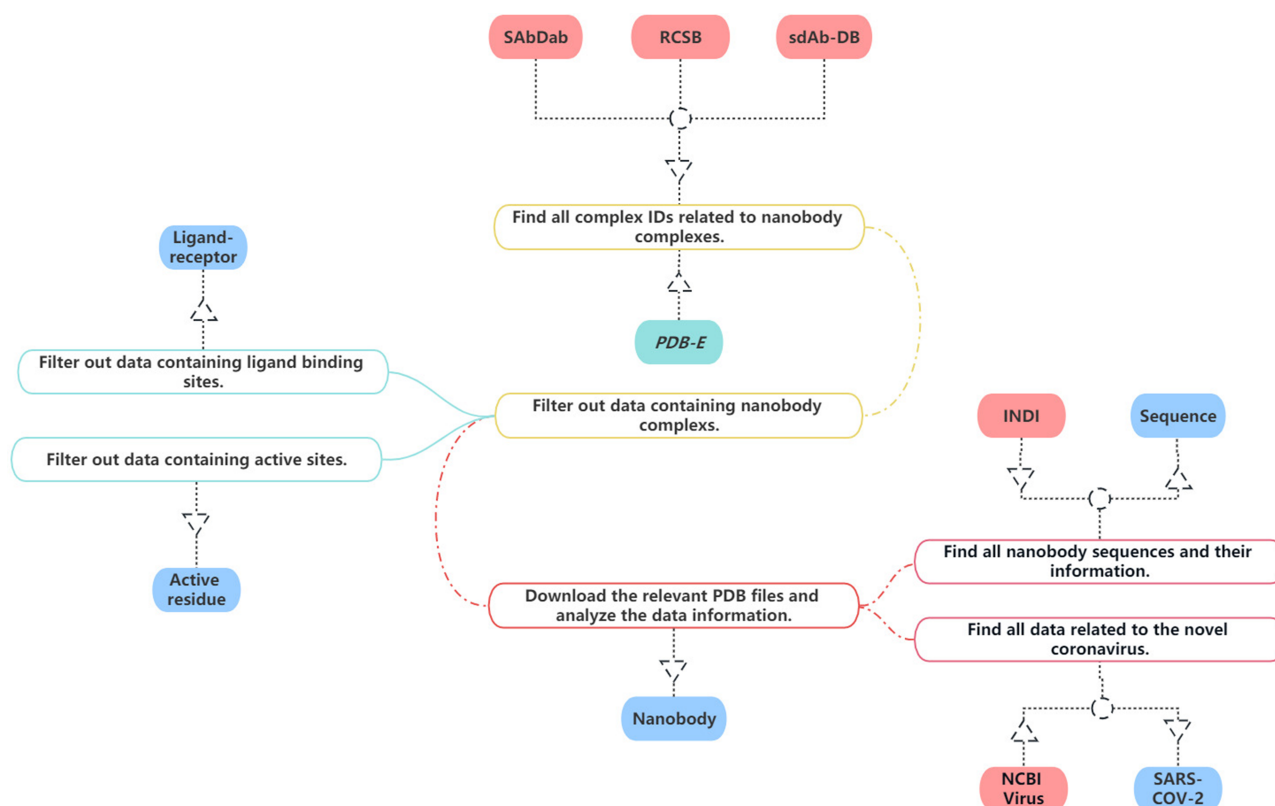 SAbDab
RCSB
sdAb-DB
Find all complex IDs related to nanobody
complexes.
Ligand-
receptor
PDB-E
Filter out data containing ligand binding
sites.
Filter out data containing nanobody
complexs.
INDI
Sequence
Filter out data containing active sites.
Find all nanobody sequences and their
information.
Active
residue
Download the relevant PDB files and
analyze the data information.
Find all data related to the novel
coronavirus.
Nanobody
NCBI
Virus
SARS-
COV-2